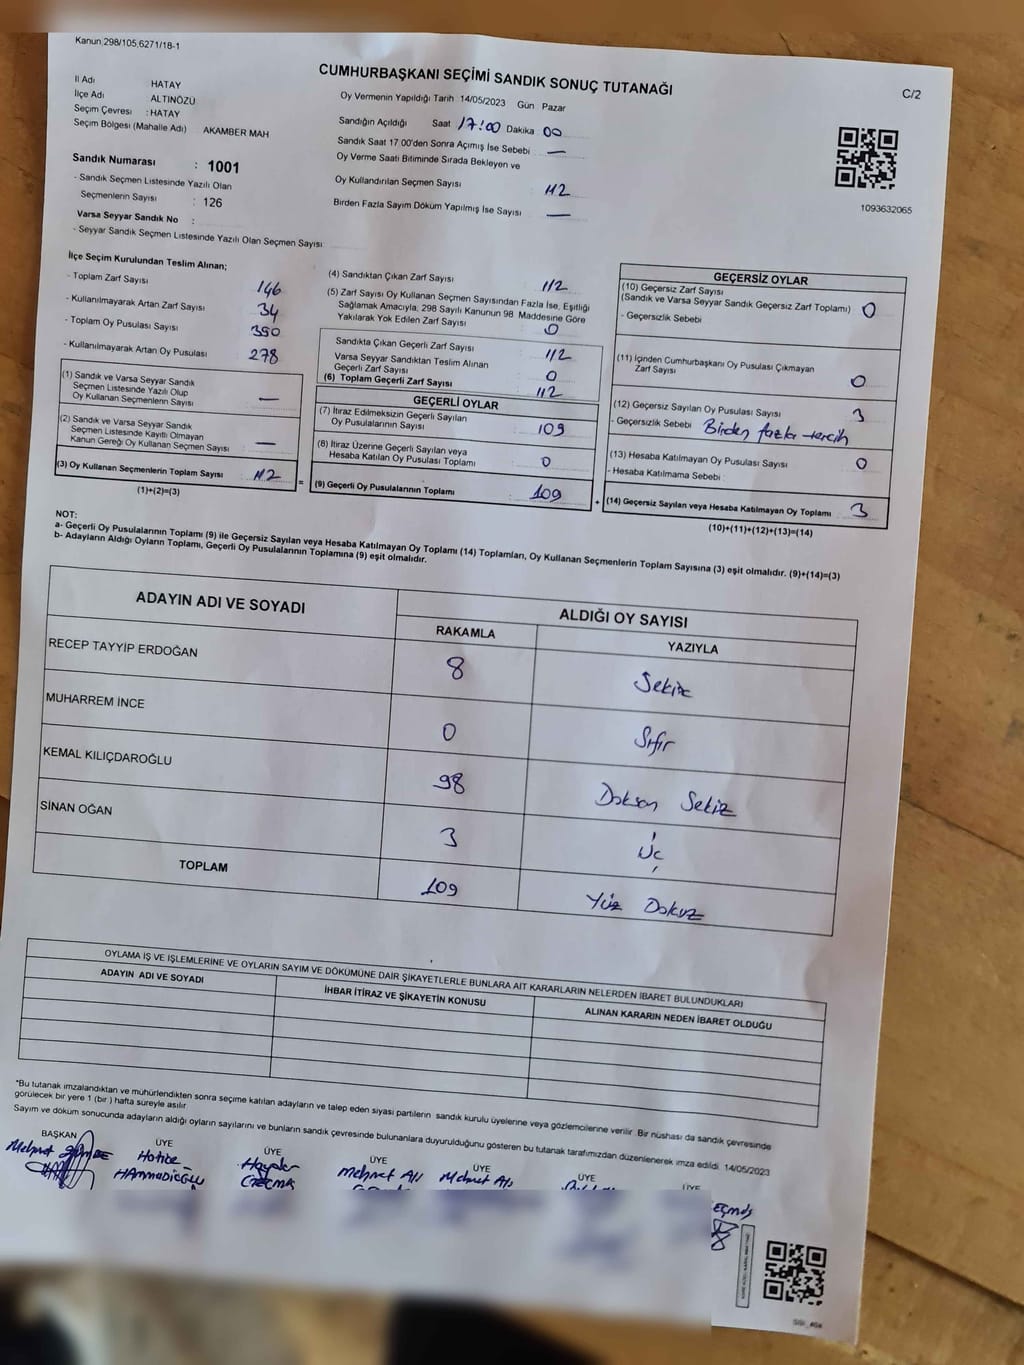 Kanun 298/105,6271/18-1
CUMHURBAŞKANI SEÇİMİ SANDIK SONUÇ TUTANAĞI
C/2
İl Adı HATAY
İlçe Adı ALTINÖZÜ
Seçim Çevresi : HATAY
Seçim Bölgesi (Mahalle Adı) AKAMBER MAH
Sandık Numarası : 1001
- Sandık Seçmen Listesinde Yazılı Olan
Seçmenlerin Sayısı : 126
Varsa Seyyar Sandık No :
- Seyyar Sandık Seçmen Listesinde Yazılı Olan Seçmen Sayısı:
Oy Vermenin Yapıldığı Tarih 14/05/2023 Gün Pazar
Sandığın Açıldığı Saat 17:00 Dakika 00
Sandık Saat 17.00'den Sonra Açımış İse Sebebi —
Oy Verme Saati Bitiminde Sırada Bekleyen ve
Oy Kullandırılan Seçmen Sayısı 112
Birden Fazla Sayım Döküm Yapılmış İse Sayısı —
1093632065
İlçe Seçim Kurulundan Teslim Alınan;
- Toplam Zarf Sayısı 146
- Kullanılmayarak Artan Zarf Sayısı 34
- Toplam Oy Pusulası Sayısı 390
- Kullanılmayarak Artan Oy Pusulası 278
(1) Sandık ve Varsa Seyyar Sandık
Seçmen Listesinde Yazılı Olup
Oy Kullanan Seçmenlerin Sayısı —
(2) Sandık ve Varsa Seyyar Sandık
Seçmen Listesinde Kayıtlı Olmayan
Kanun Gereği Oy Kullanan Seçmen Sayısı —
(3) Oy Kullanan Seçmenlerin Toplam Sayısı 112 =
(1)+(2)=(3)
(4) Sandıktan Çıkan Zarf Sayısı 112
(5) Zarf Sayısı Oy Kullanan Seçmen Sayısından Fazla İse, Eşitliği
Sağlamak Amacıyla; 298 Sayılı Kanunun 98. Maddesine Göre
Yakılarak Yok Edilen Zarf Sayısı 0
Sandıkta Çıkan Geçerli Zarf Sayısı 112
Varsa Seyyar Sandıktan Teslim Alınan
Geçerli Zarf Sayısı 0
(6) Toplam Geçerli Zarf Sayısı 112
GEÇERLİ OYLAR
(7) İtiraz Edilmeksizin Geçerli Sayılan
Oy Pusulalarının Sayısı 109
(8) İtiraz Üzerine Geçerli Sayılan veya
Hesaba Katılan Oy Pusulası Toplamı 0
(9) Geçerli Oy Pusulalarının Toplamı 109 +
GEÇERSİZ OYLAR
(10) Geçersiz Zarf Sayısı
(Sandık ve Varsa Seyyar Sandık Geçersiz Zarf Toplamı) 0
- Geçersizlik Sebebi
(11) İçinden Cumhurbaşkanı Oy Pusulası Çıkmayan
Zarf Sayısı 0
(12) Geçersiz Sayılan Oy Pusulası Sayısı 3
- Geçersizlik Sebebi Birden fazla tercih
(13) Hesaba Katılmayan Oy Pusulası Sayısı 0
- Hesaba Katılmama Sebebi :
(14) Geçersiz Sayılan veya Hesaba Katılmayan Oy Toplamı 3
(10)+(11)+(12)+(13)=(14)
NOT:
a- Geçerli Oy Pusulalarının Toplamı (9) ile Geçersiz Sayılan veya Hesaba Katılmayan Oy Toplamı (14) Toplamları, Oy Kullanan Seçmenlerin Toplam Sayısına (3) eşit olmalıdır. (9)+(14)=(3)
b- Adayların Aldığı Oyların Toplamı, Geçerli Oy Pusulalarının Toplamına (9) eşit olmalıdır.
ADAYIN ADI VE SOYADI ALDIĞI OY SAYISI
RAKAMLA YAZIYLA
RECEP TAYYİP ERDOĞAN 8 Sekiz
MUHARREM İNCE 0 Sıfır
KEMAL KILIÇDAROĞLU 98 Doksan Sekiz
SİNAN OĞAN 3 Üç
TOPLAM 109 Yüz Dokuz
OYLAMA İŞ VE İŞLEMLERİNE VE OYLARIN SAYIM VE DÖKÜMÜNE DAİR ŞİKAYETLERLE BUNLARA AİT KARARLARIN NELERDEN İBARET BULUNDUKLARI
ADAYIN ADI VE SOYADI İHBAR İTİRAZ VE ŞİKAYETİN KONUSU ALINAN KARARIN NEDEN İBARET OLDUĞU
*Bu tutanak imzalandıktan ve mühürlendikten sonra seçime katılan adayların ve talep eden siyasi partilerin sandık kurulu üyelerine veya gözlemcilerine verilir. Bir nüshası da sandık çevresinde
görülecek bir yere 1 (bir) hafta süreyle asılır
Sayım ve döküm sonucunda adayların aldığı oyların sayılarını ve bunların sandık çevresinde bulunanlara duyurulduğunu gösteren bu tutanak tarafımızdan düzenlenerek imza edildi. 14/05/2023
BAŞKAN ÜYE ÜYE ÜYE ÜYE ÜYE ÜYE
Mehmet Hatice Mehmet Ali Mehmet Ali
HAMMADİOĞLU GEÇMİŞ